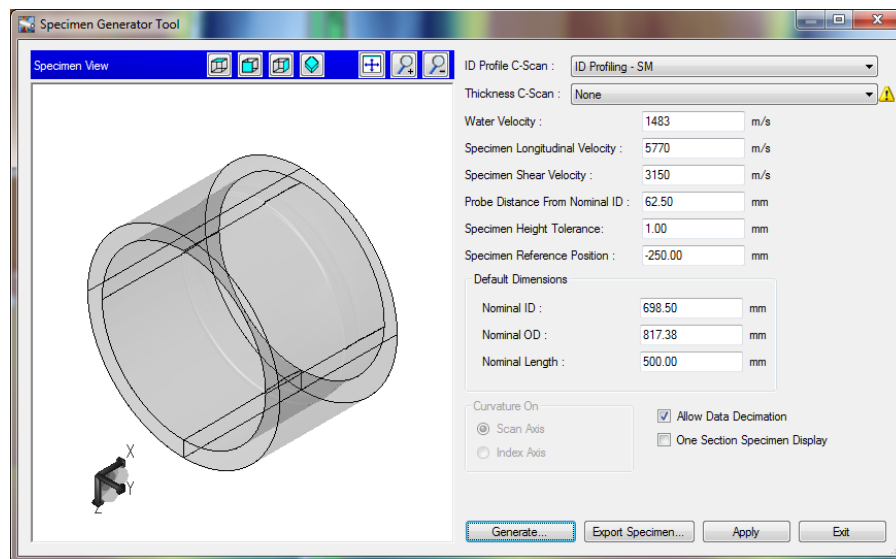 Specimen Generator Tool
Specimen View
ID Profile C-Scan : ID Profiling - SM
Thickness C-Scan : None
Water Velocity : 1483 m/s
Specimen Longitudinal Velocity : 5770 m/s
Specimen Shear Velocity : 3150 m/s
Probe Distance From Nominal ID : 62.50 mm
Specimen Height Tolerance: 1.00 mm
Specimen Reference Position : -250.00 mm
Default Dimensions
Nominal ID : 698.50 mm
Nominal OD : 817.38 mm
Nominal Length : 500.00 mm
Curvature On
Scan Axis
Index Axis
Allow Data Decimation
One Section Specimen Display
X
Y
Z
Generate... Export Specimen... Apply Exit